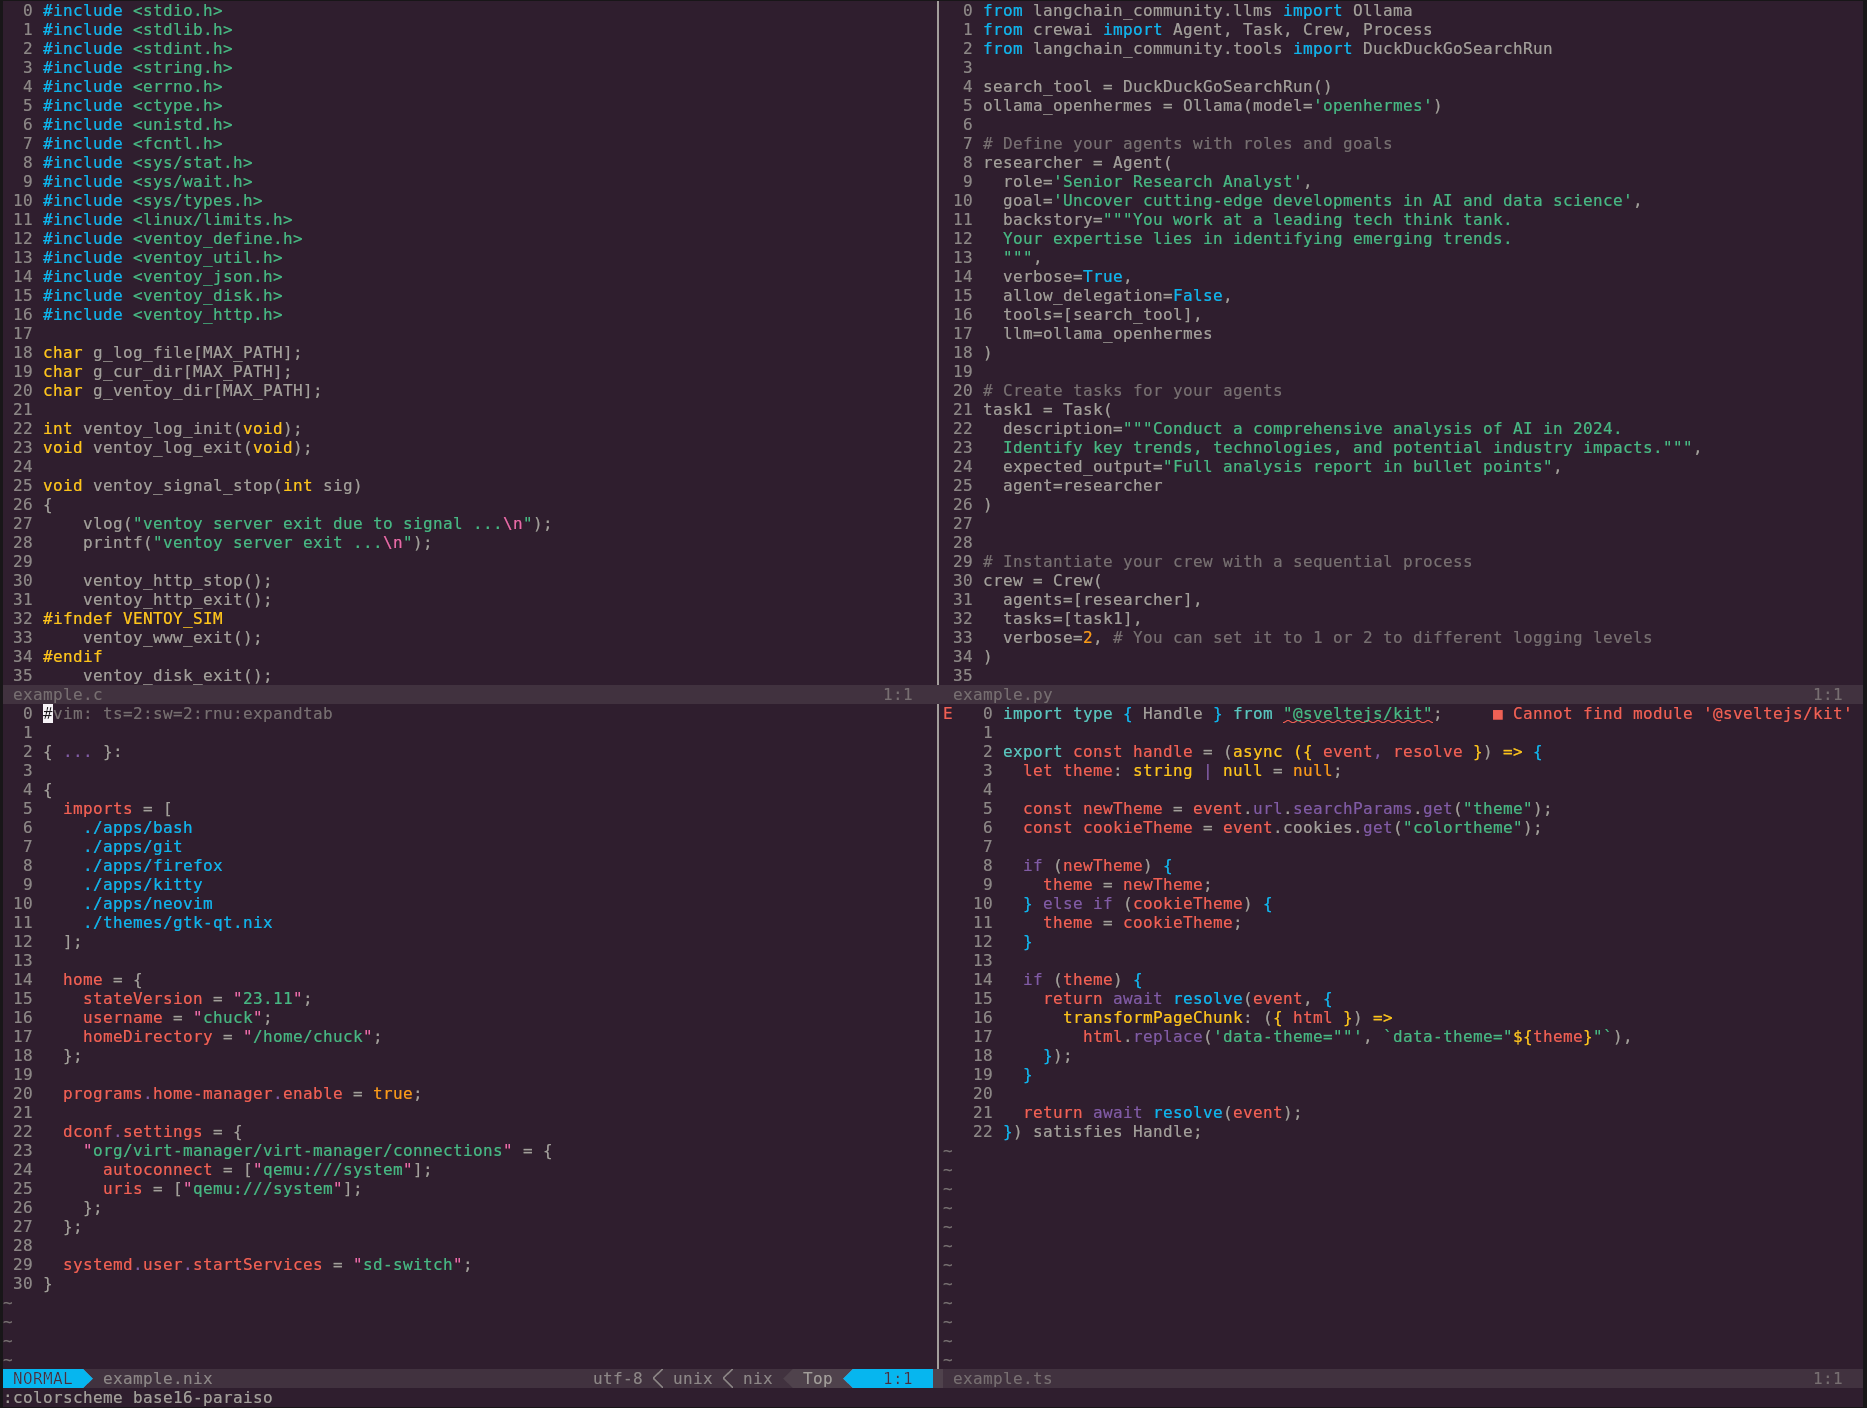 0 #include <stdio.h>
1 #include <stdlib.h>
2 #include <stdint.h>
3 #include <string.h>
4 #include <errno.h>
5 #include <ctype.h>
6 #include <unistd.h>
7 #include <fcntl.h>
8 #include <sys/stat.h>
9 #include <sys/wait.h>
10 #include <sys/types.h>
11 #include <linux/limits.h>
12 #include <ventoy_define.h>
13 #include <ventoy_util.h>
14 #include <ventoy_json.h>
15 #include <ventoy_disk.h>
16 #include <ventoy_http.h>
17
18 char g_log_file[MAX_PATH];
19 char g_cur_dir[MAX_PATH];
20 char g_ventoy_dir[MAX_PATH];
21
22 int ventoy_log_init(void);
23 void ventoy_log_exit(void);
24
25 void ventoy_signal_stop(int sig)
26 {
27     vlog("ventoy server exit due to signal ...\n");
28     printf("ventoy server exit ...\n");
29
30     ventoy_http_stop();
31     ventoy_http_exit();
32 #ifndef VENTOY_SIM
33     ventoy_www_exit();
34 #endif
35     ventoy_disk_exit();
example.c 1:1
0 from langchain_community.llms import Ollama
1 from crewai import Agent, Task, Crew, Process
2 from langchain_community.tools import DuckDuckGoSearchRun
3
4 search_tool = DuckDuckGoSearchRun()
5 ollama_openhermes = Ollama(model='openhermes')
6
7 # Define your agents with roles and goals
8 researcher = Agent(
9   role='Senior Research Analyst',
10   goal='Uncover cutting-edge developments in AI and data science',
11   backstory="""You work at a leading tech think tank.
12   Your expertise lies in identifying emerging trends.
13   """,
14   verbose=True,
15   allow_delegation=False,
16   tools=[search_tool],
17   llm=ollama_openhermes
18 )
19
20 # Create tasks for your agents
21 task1 = Task(
22   description="""Conduct a comprehensive analysis of AI in 2024.
23   Identify key trends, technologies, and potential industry impacts.""",
24   expected_output="Full analysis report in bullet points",
25   agent=researcher
26 )
27
28
29 # Instantiate your crew with a sequential process
30 crew = Crew(
31   agents=[researcher],
32   tasks=[task1],
33   verbose=2, # You can set it to 1 or 2 to different logging levels
34 )
35
example.py 1:1
0 #vim: ts=2:sw=2:rnu:expandtab
1
2 { ... }:
3
4 {
5   imports = [
6     ./apps/bash
7     ./apps/git
8     ./apps/firefox
9     ./apps/kitty
10     ./apps/neovim
11     ./themes/gtk-qt.nix
12   ];
13
14   home = {
15     stateVersion = "23.11";
16     username = "chuck";
17     homeDirectory = "/home/chuck";
18   };
19
20   programs.home-manager.enable = true;
21
22   dconf.settings = {
23     "org/virt-manager/virt-manager/connections" = {
24       autoconnect = ["qemu:///system"];
25       uris = ["qemu:///system"];
26     };
27   };
28
29   systemd.user.startServices = "sd-switch";
30 }
~
~
~
~
NORMAL example.nix utf-8 unix nix Top 1:1
E 0 import type { Handle } from "@sveltejs/kit";     ■ Cannot find module '@sveltejs/kit'
1
2 export const handle = (async ({ event, resolve }) => {
3   let theme: string | null = null;
4
5   const newTheme = event.url.searchParams.get("theme");
6   const cookieTheme = event.cookies.get("colortheme");
7
8   if (newTheme) {
9     theme = newTheme;
10   } else if (cookieTheme) {
11     theme = cookieTheme;
12   }
13
14   if (theme) {
15     return await resolve(event, {
16       transformPageChunk: ({ html }) =>
17         html.replace('data-theme=""', `data-theme="${theme}"`),
18     });
19   }
20
21   return await resolve(event);
22 }) satisfies Handle;
~
~
~
~
~
~
~
~
~
~
~
~
example.ts 1:1
:colorscheme base16-paraiso